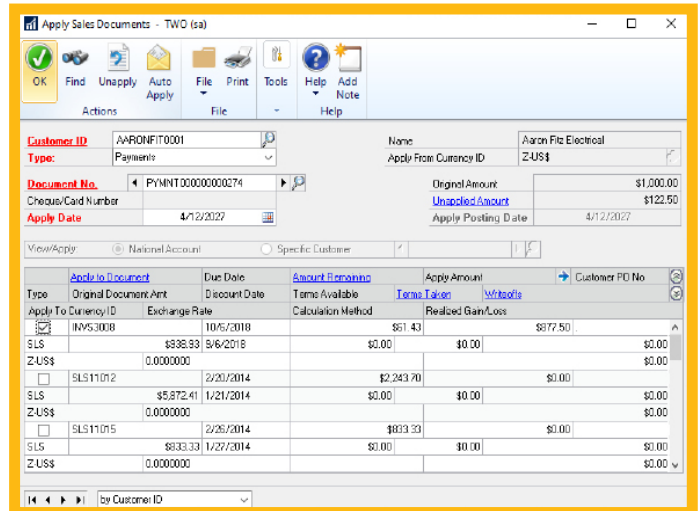 Apply Sales Documents - TWO (sa)
OK Find Unapply Auto Apply File Print Tools Help Add Note
Actions File Help
Customer ID AARONFIT0001 Name Aaron Fitz Electrical
Type: Payments Apply From Currency ID Z-US$
Document No. PYMNT000000000274 Original Amount $1,000.00
Cheque/Card Number Unapplied Amount $122.50
Apply Date 4/12/2027 Apply Posting Date 4/12/2027
View/Apply: National Account Specific Customer
Apply to Document Due Date Amount Remaining Apply Amount Customer PO No
Type Original Document Amt Discount Date Terms Available Terms Taken Writeoffs
Apply To Currency ID Exchange Rate Calculation Method Realized Gain/Loss
INVS3008 10/6/2018 $61.43 $877.50 .
SLS $938.93 9/6/2018 $0.00 $0.00 $0.00
Z-US$ 0.0000000 $0.00
SLS11012 2/20/2014 $2,243.70 $0.00
SLS $5,872.41 1/21/2014 $0.00 $0.00 $0.00
Z-US$ 0.0000000 $0.00
SLS11015 2/26/2014 $833.33 $0.00
SLS $833.33 1/27/2014 $0.00 $0.00 $0.00
Z-US$ 0.0000000 $0.00
by Customer ID